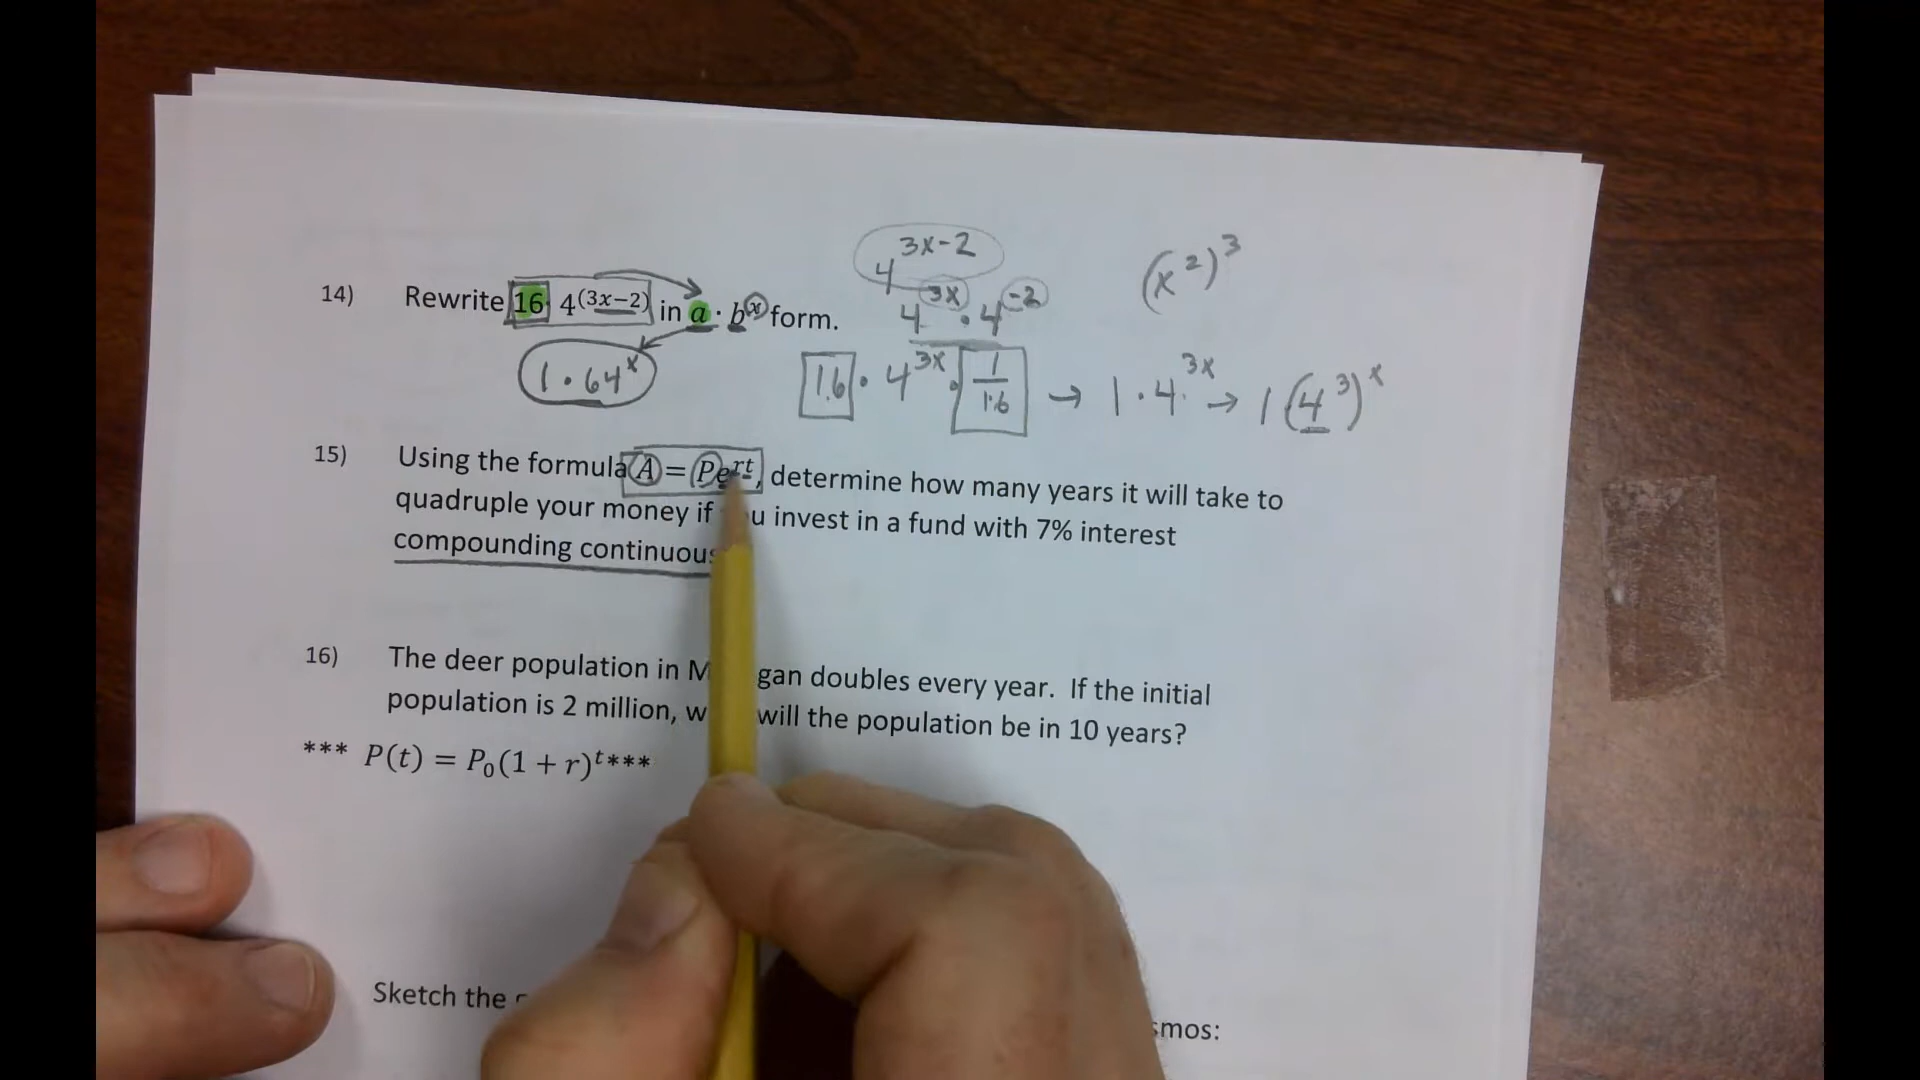 4^(3x-2)
(x²)³
14) Rewrite 16 · 4^(3x−2) in a · b^x form.
4^3x · 4^-2
1 · 64^x
16 · 4^3x · 1/16 → 1 · 4^3x → 1(4³)^x
15) Using the formula A = Pe^rt, determine how many years it will take to
quadruple your money if invest in a fund with 7% interest
compounding
16) The deer population in doubles every year. If the initial
population is 2 million, will the population be in 10 years?
*** P(t) = P₀(1 + r)^t ***
Sketch the